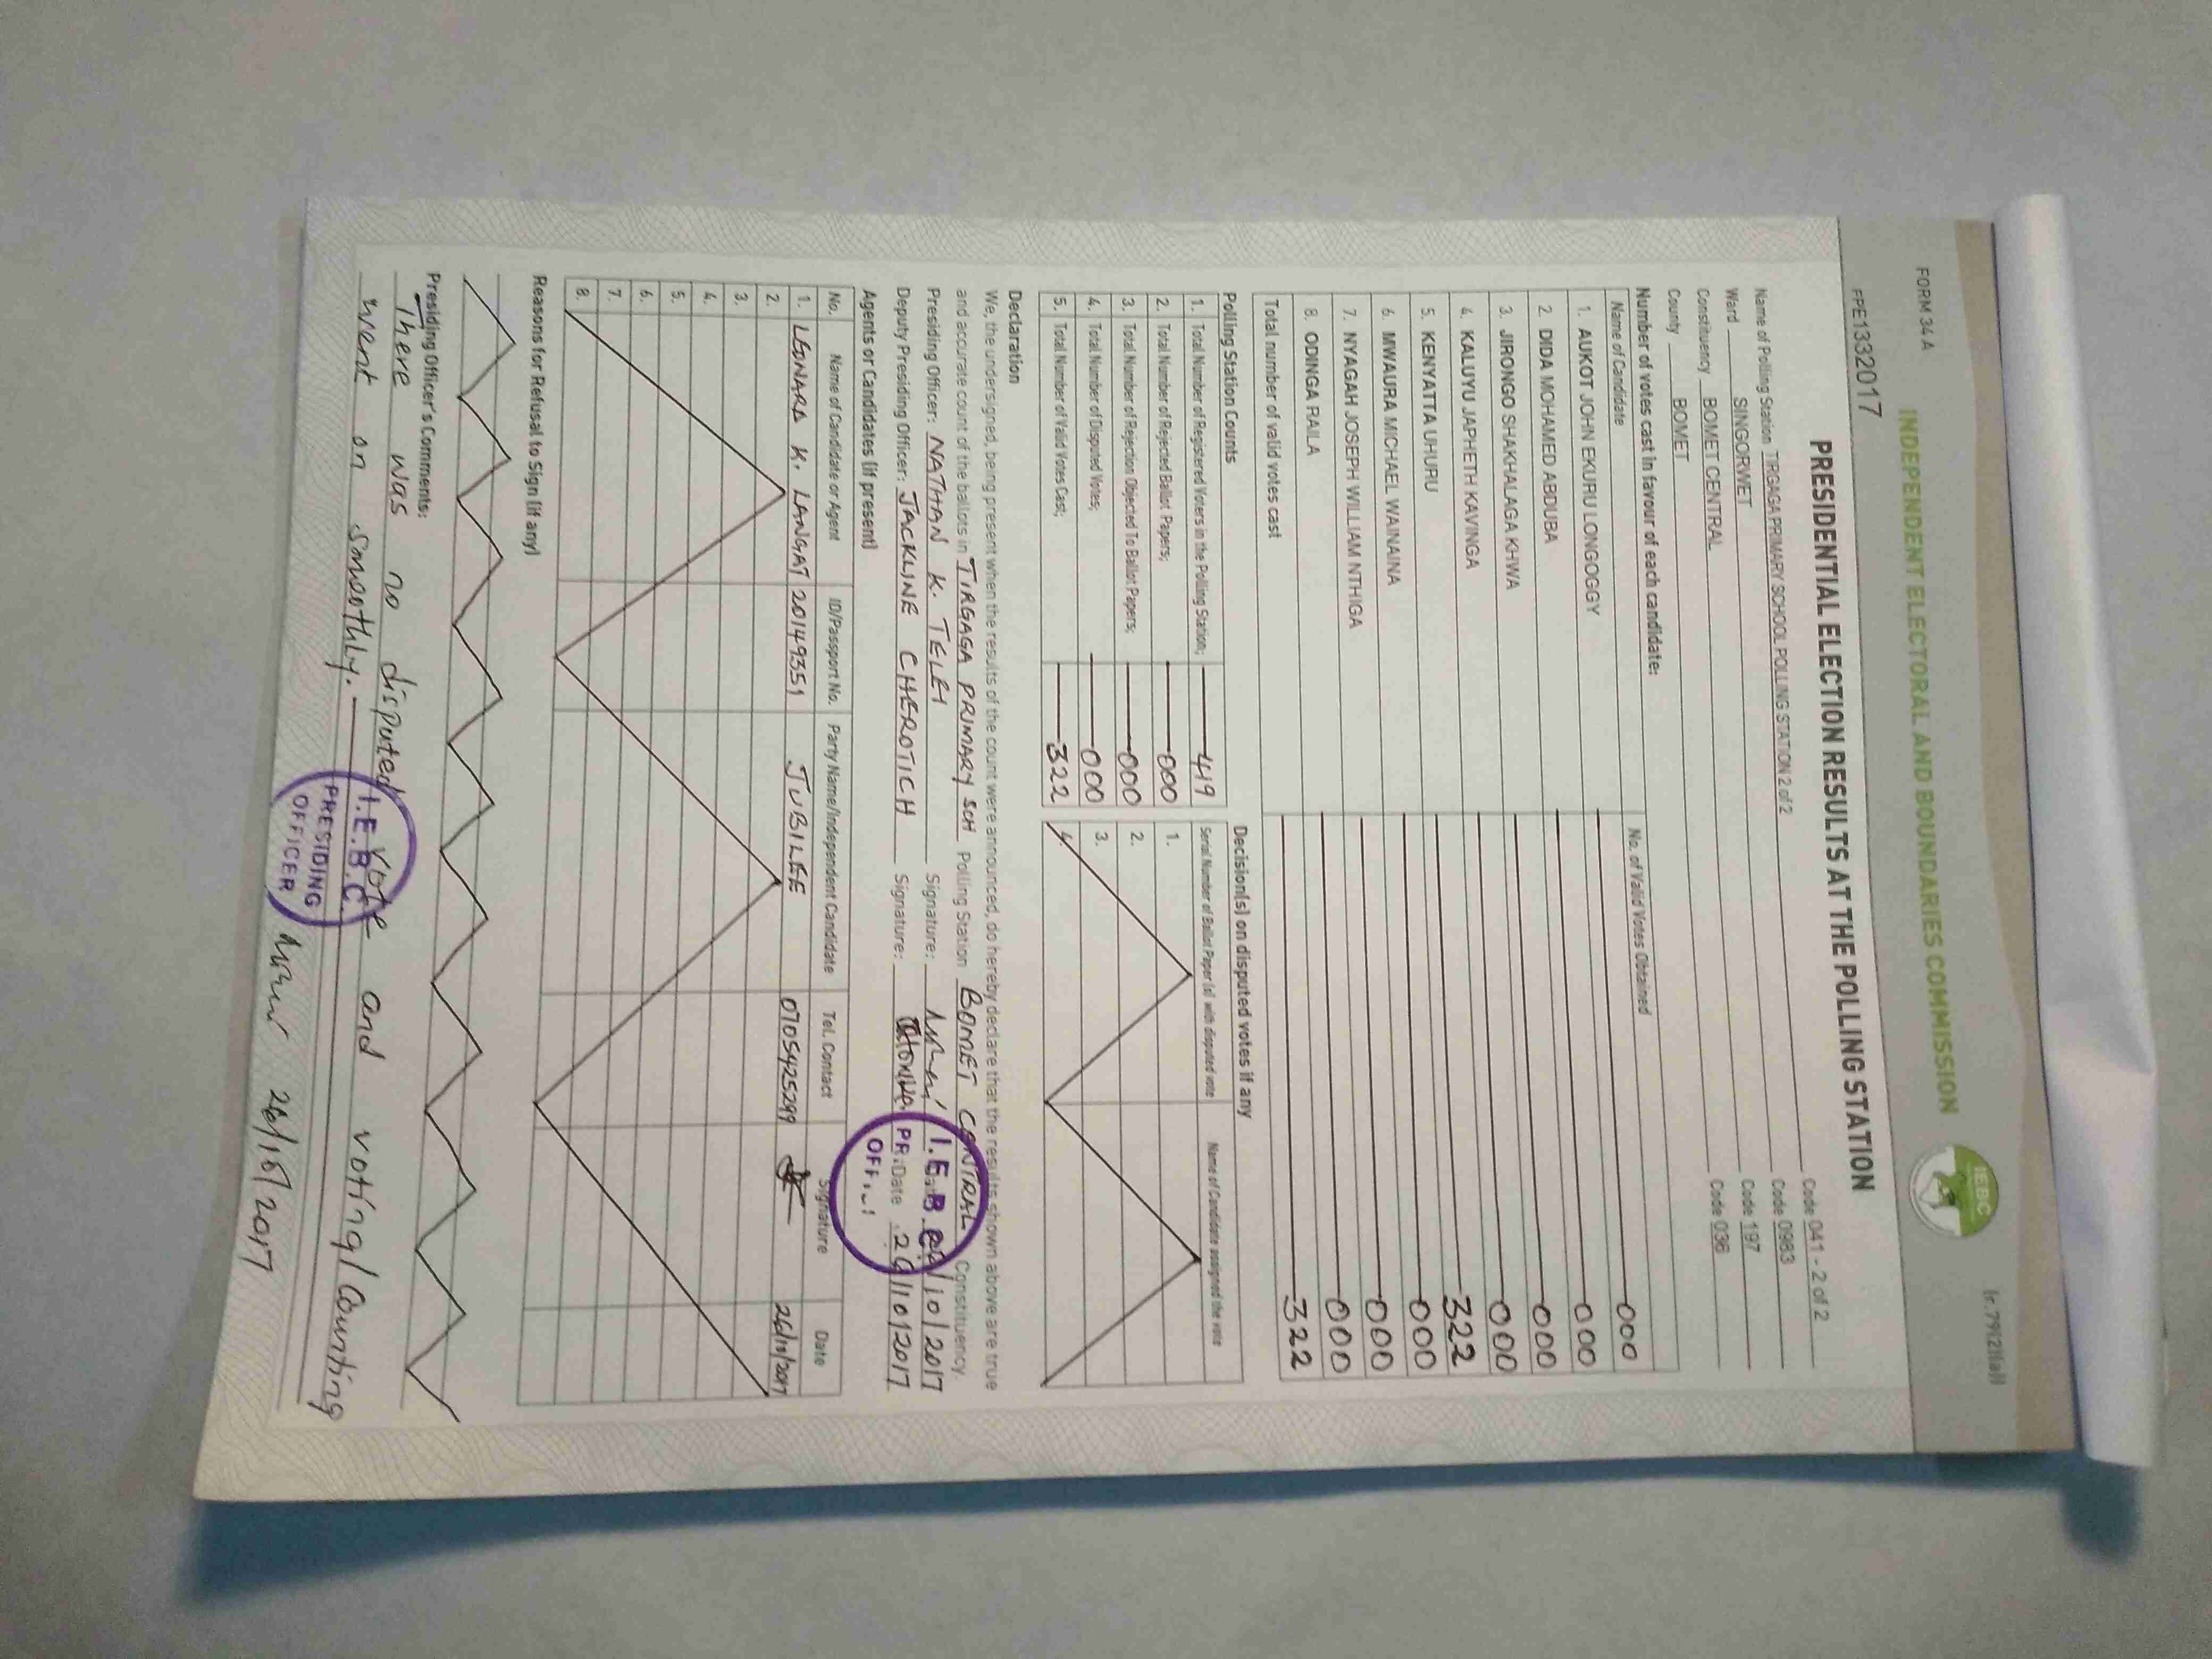 FORM 34 A
INDEPENDENT ELECTORAL AND BOUNDARIES COMMISSION
IEBC
FPE1332017
PRESIDENTIAL ELECTION RESULTS AT THE POLLING STATION
Name of Polling Station TIRGAGA PRIMARY SCHOOL POLLING STATION 2 of 2 Code 041 - 2 of 2
Ward SINGORWET Code 0983
Constituency BOMET CENTRAL Code 197
County BOMET Code 036
Number of votes cast in favour of each candidate:
Name of Candidate No. of Valid Votes Obtained
1. AUKOT JOHN EKURU LONGOGGY 000
2. DIDA MOHAMED ABDUBA 000
3. JIRONGO SHAKHALAGA KHWA 000
4. KALUYU JAPHETH KAVINGA 000
5. KENYATTA UHURU 322
6. MWAURA MICHAEL WAINAINA 000
7. NYAGAH JOSEPH WILLIAM NTHIGA 000
8. ODINGA RAILA 000
Total number of valid votes cast 322
Polling Station Counts
1. Total Number of Registered Voters in the Polling Station; 419
2. Total Number of Rejected Ballot Papers; 000
3. Total Number of Rejection Objected To Ballot Papers; 000
4. Total Number of Disputed Votes; 000
5. Total Number of Valid Votes Cast; 322
Decision(s) on disputed votes if any
Serial Number of Ballot Paper (s) with disputed vote Name of Candidate assigned the vote
1.
2.
3.
4.
Declaration
We, the undersigned, being present when the results of the count were announced, do hereby declare that the results shown above are true
and accurate count of the ballots in TIRGAGA PRIMARY SCH Polling Station BOMET CENTRAL Constituency.
Presiding Officer: NATHAN K. TELEI Signature: /10/2017
Deputy Presiding Officer: JACKLINE CHEROTICH Signature: Date 26/10/2017
I.E.B.C
Agents or Candidates (if present)
No. Name of Candidate or Agent ID/Passport No. Party Name/Independent Candidate Tel. Contact Signature Date
1. LEONARD K. LANGAT 20149351 JUBILEE 0705425299 26/10/2017
2.
3.
4.
5.
6.
7.
8.
Reasons for Refusal to Sign (if any)
Presiding Officer's Comments:
There was no disputed vote and voting/counting
went on smoothly.
I.E.B.C.
PRESIDING
OFFICER
26/10/2017